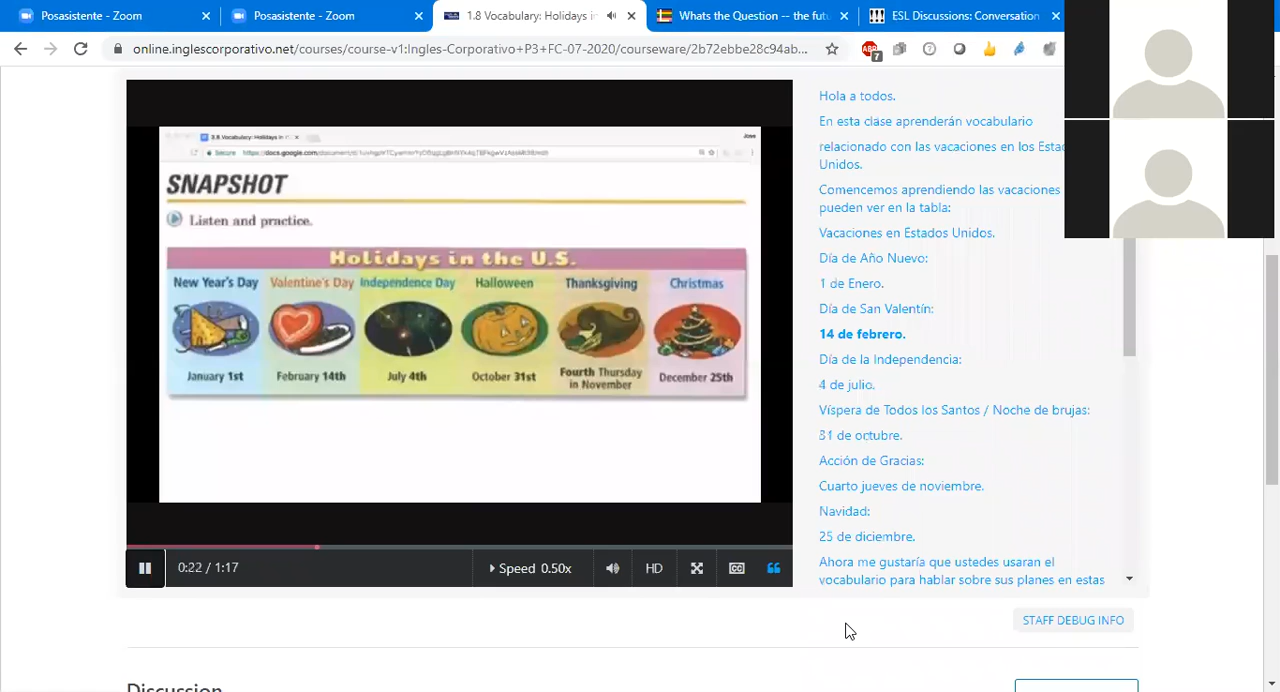 Posasistente - Zoom
Posasistente - Zoom
1.8 Vocabulary: Holidays in
Whats the Question -- the futu
ESL Discussions: Conversation
online.inglescorporativo.net/courses/course-v1:Ingles-Corporativo+P3+FC-07-2020/courseware/2b72ebbe28c94ab...
ABP
7
SNAPSHOT
Listen and practice.
Holidays in the U.S.
New Year's Day
Valentine's Day
Independence Day
Halloween
Thanksgiving
Christmas
January 1st
February 14th
July 4th
October 31st
Fourth Thursday
in November
December 25th
0:22 / 1:17
Speed 0.50x
HD
Hola a todos.
En esta clase aprenderán vocabulario
relacionado con las vacaciones en los Estad
Unidos.
Comencemos aprendiendo las vacaciones
pueden ver en la tabla:
Vacaciones en Estados Unidos.
Día de Año Nuevo:
1 de Enero.
Día de San Valentín:
14 de febrero.
Día de la Independencia:
4 de julio.
Víspera de Todos los Santos / Noche de brujas:
31 de octubre.
Acción de Gracias:
Cuarto jueves de noviembre.
Navidad:
25 de diciembre.
Ahora me gustaría que ustedes usaran el
vocabulario para hablar sobre sus planes en estas
STAFF DEBUG INFO
Discussion